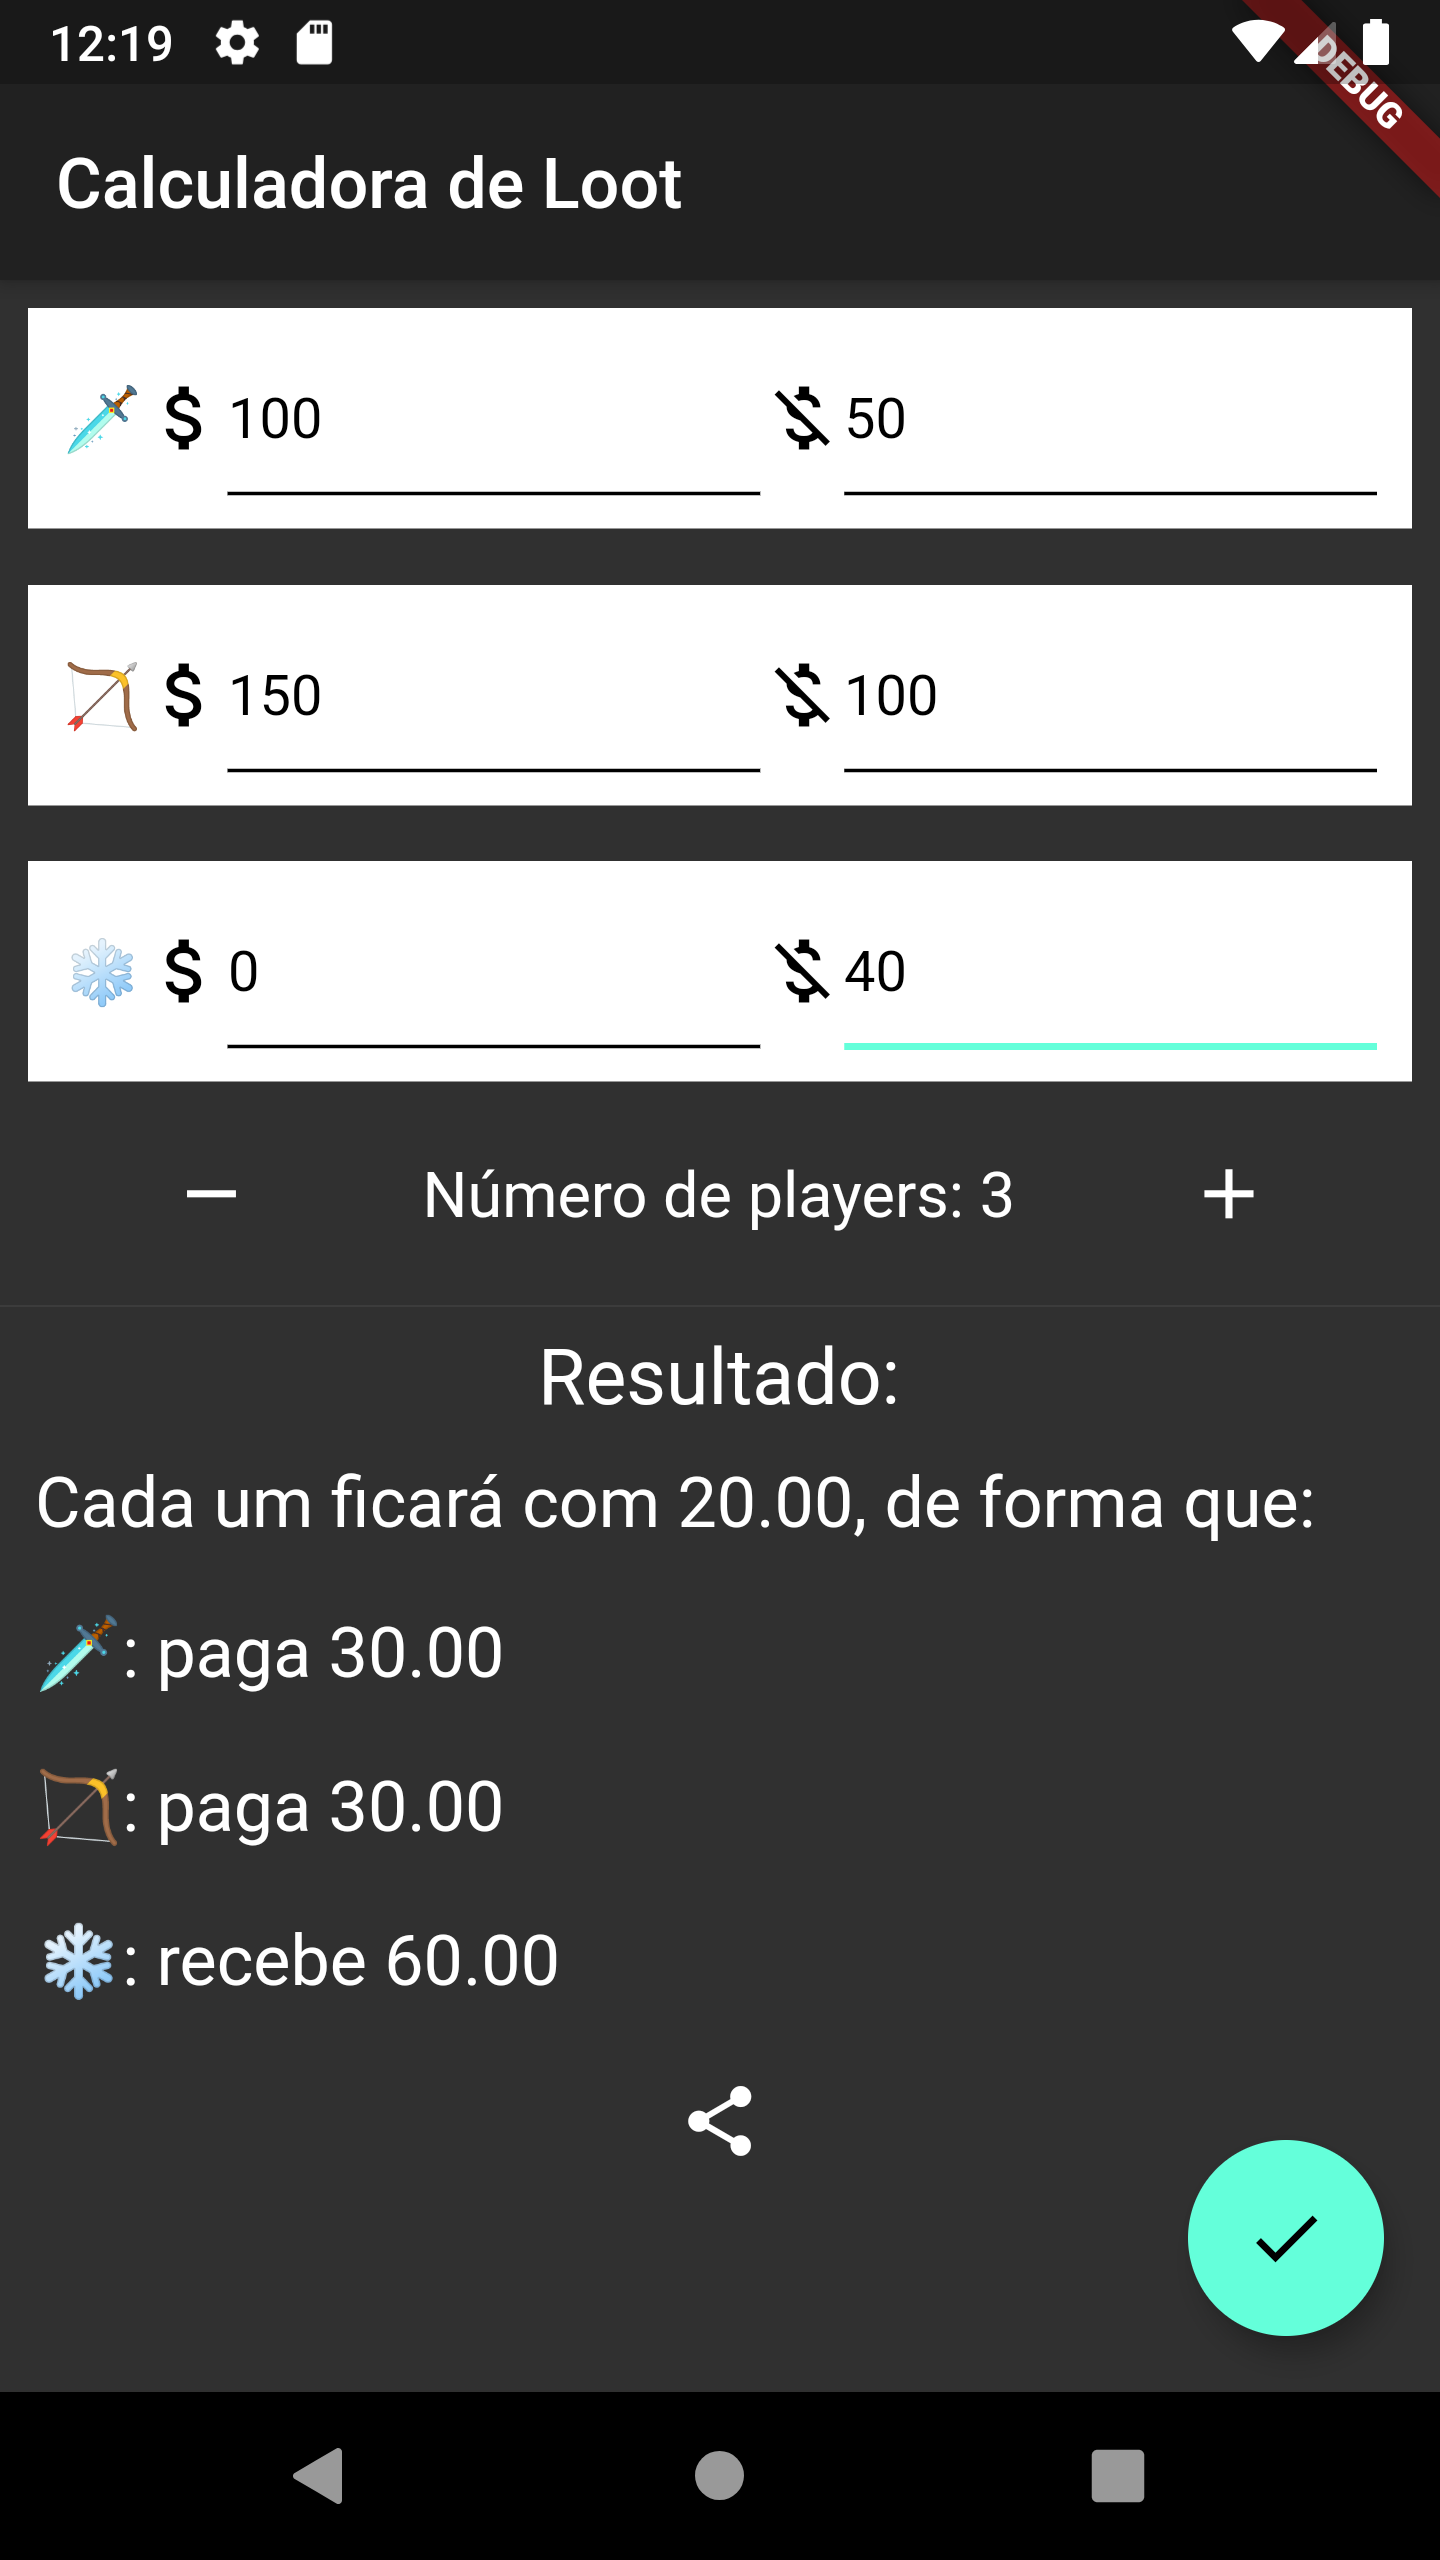 12:19
DEBUG
Calculadora de Loot
🗡️ $ 100 50
🏹 $ 150 100
❄️ $ 0 40
− Número de players: 3 +
Resultado:
Cada um ficará com 20.00, de forma que:
🗡️: paga 30.00
🏹: paga 30.00
❄️: recebe 60.00